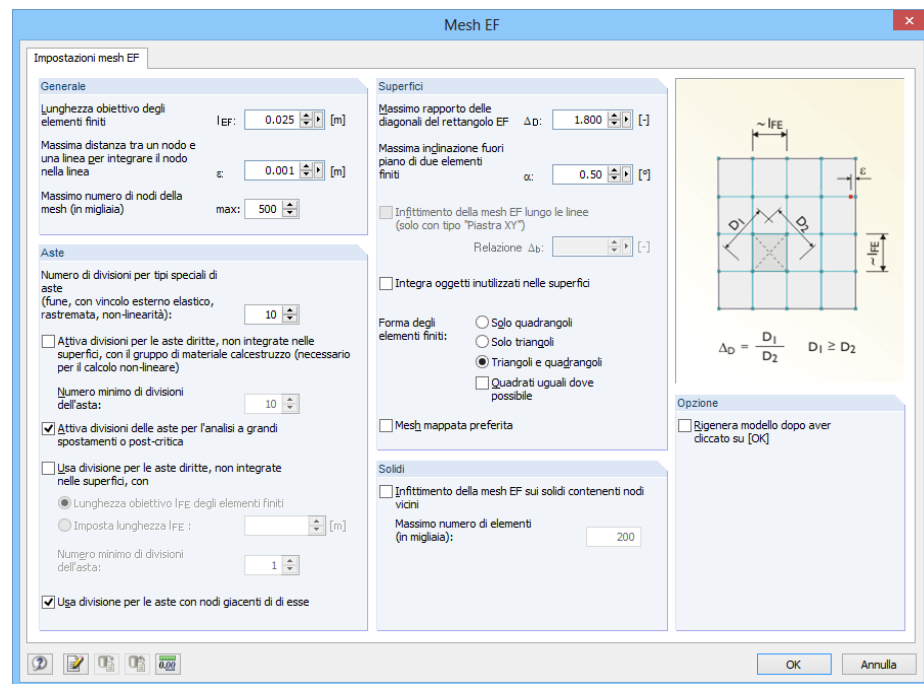 Mesh EF
Impostazioni mesh EF
Generale
Lunghezza obiettivo degli
elementi finiti
lEF: 0.025 [m]
Massima distanza tra un nodo e
una linea per integrare il nodo
nella linea
ε: 0.001 [m]
Massimo numero di nodi della
mesh (in migliaia)
max: 500
Aste
Numero di divisioni per tipi speciali di
aste
(fune, con vincolo esterno elastico,
rastremata, non-linearità): 10
Attiva divisioni per le aste diritte, non integrate nelle
superfici, con il gruppo di materiale calcestruzzo (necessario
per il calcolo non-lineare)
Numero minimo di divisioni
dell'asta: 10
Attiva divisioni delle aste per l'analisi a grandi
spostamenti o post-critica
Usa divisione per le aste diritte, non integrate
nelle superfici, con
Lunghezza obiettivo lFE degli elementi finiti
Imposta lunghezza lFE : [m]
Numero minimo di divisioni
dell'asta: 1
Usa divisione per le aste con nodi giacenti di di esse
Superfici
Massimo rapporto delle
diagonali del rettangolo EF ΔD: 1.800 [-]
Massima inclinazione fuori
piano di due elementi
finiti α: 0.50 [°]
Infittimento della mesh EF lungo le linee
(solo con tipo "Piastra XY")
Relazione Δb: [-]
Integra oggetti inutilizzati nelle superfici
Forma degli
elementi finiti:
Solo quadrangoli
Solo triangoli
Triangoli e quadrangoli
Quadrati uguali dove
possibile
Mesh mappata preferita
Solidi
Infittimento della mesh EF sui solidi contenenti nodi
vicini
Massimo numero di elementi
(in migliaia): 200
~ lFE
ε
D1
D2
~ lFE
ΔD = D1 / D2 D1 ≥ D2
Opzione
Rigenera modello dopo aver
cliccato su [OK]
0.00
OK
Annulla